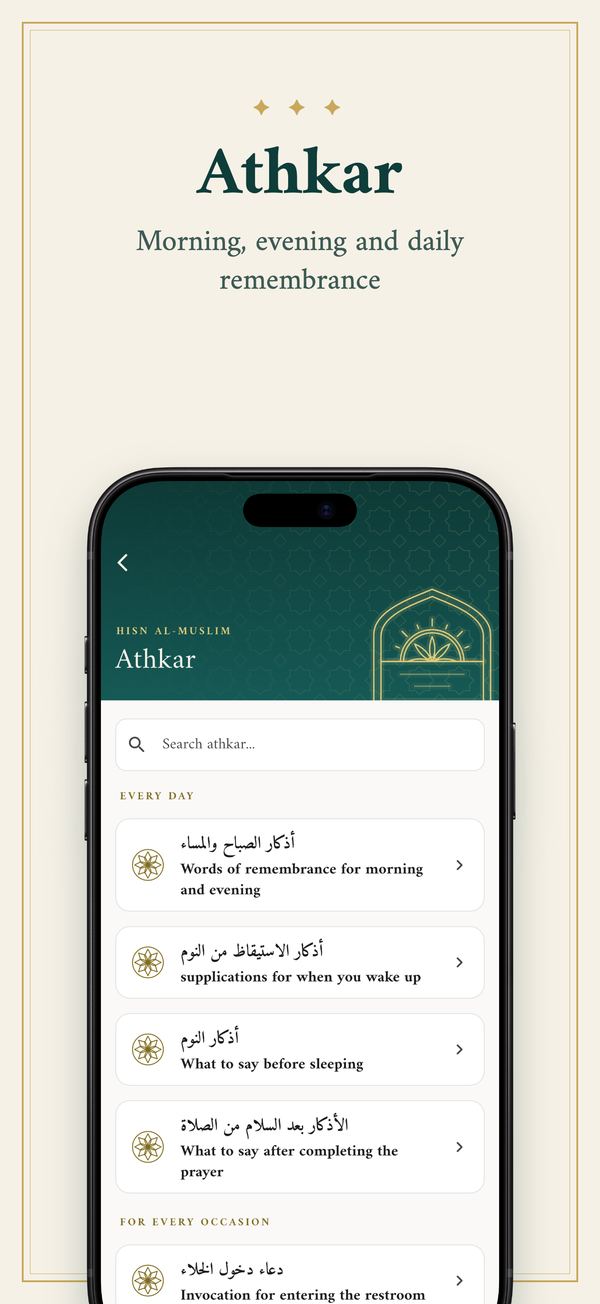 Athkar
Morning, evening and daily
remembrance
HISN AL-MUSLIM
Athkar
Search athkar...
EVERY DAY
أذكار الصباح والمساء
Words of remembrance for morning
and evening
أذكار الاستيقاظ من النوم
supplications for when you wake up
أذكار النوم
What to say before sleeping
الأذكار بعد السلام من الصلاة
What to say after completing the
prayer
FOR EVERY OCCASION
دعاء دخول الخلاء
Invocation for entering the restroom